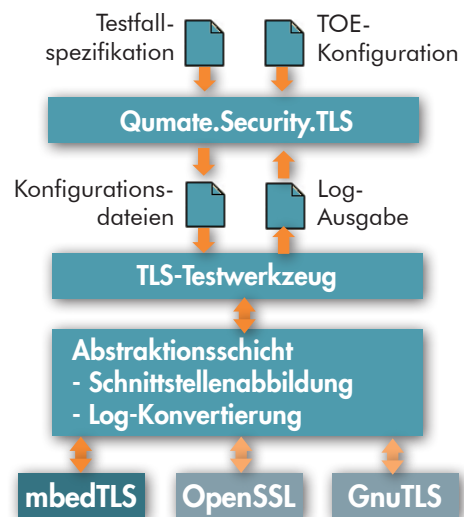 Testfall- TOE-
spezifikation Konfiguration
Qumate.Security.TLS
Konfigurations- Log-
dateien Ausgabe
TLS-Testwerkzeug
Abstraktionsschicht
- Schnittstellenabbildung
- Log-Konvertierung
mbedTLS OpenSSL GnuTLS